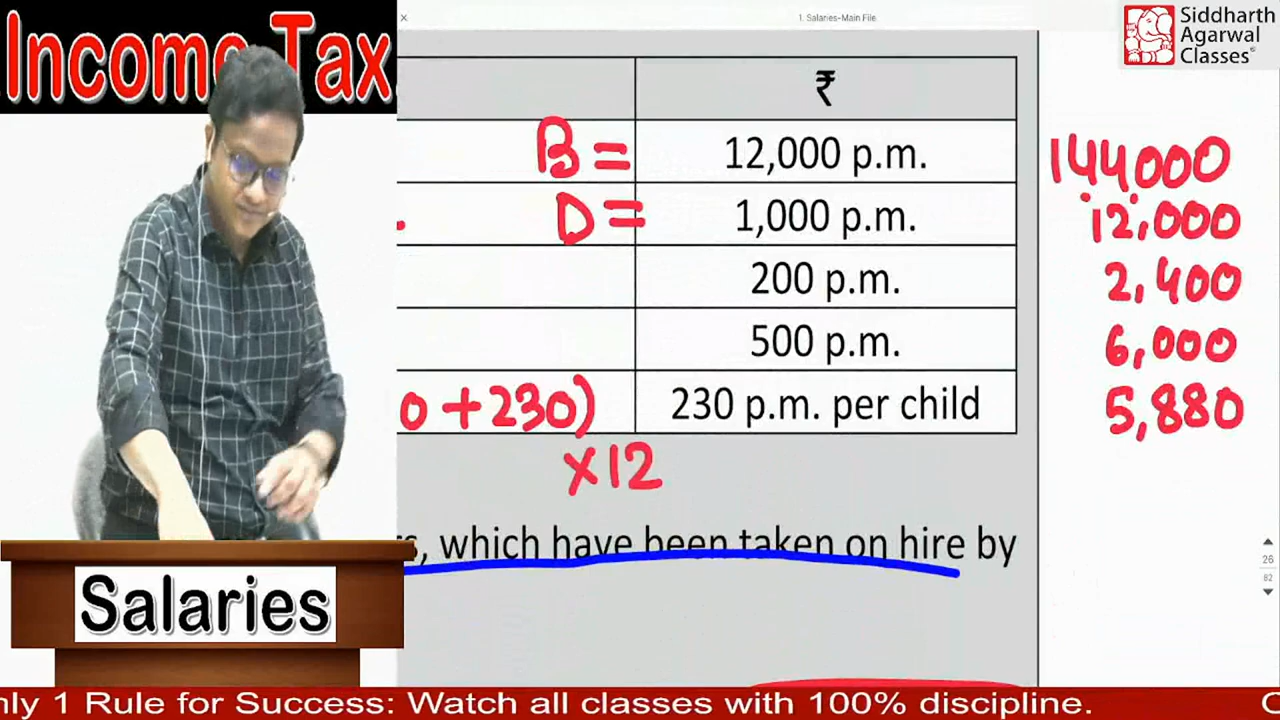 Income Tax
1. Salaries-Main File
Siddharth
Agarwal
Classes
₹
B = 12,000 p.m. 144000
D = 1,000 p.m. 12,000
200 p.m. 2,400
500 p.m. 6,000
0 + 230) 230 p.m. per child 5,880
×12
s, which have been taken on hire by
26
82
Salaries
nly 1 Rule for Success: Watch all classes with 100% discipline.